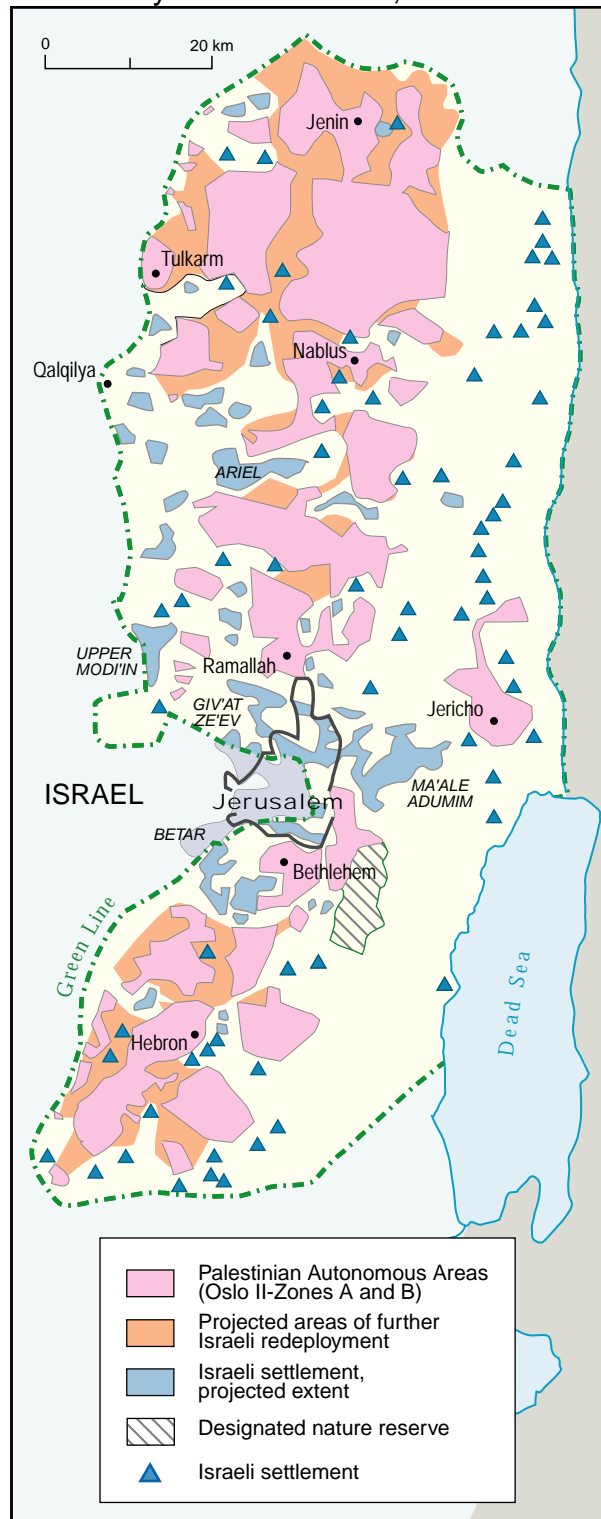 0 20 km
Jenin
Tulkarm
Nablus
Qalqilya
ARIEL
UPPER
MODI'IN
Ramallah
GIV'AT
ZE'EV
Jericho
ISRAEL
Jerusalem
MA'ALE
ADUMIM
BETAR
Bethlehem
Green Line
Dead Sea
Hebron
Palestinian Autonomous Areas
(Oslo II-Zones A and B)
Projected areas of further
Israeli redeployment
Israeli settlement,
projected extent
Designated nature reserve
Israeli settlement